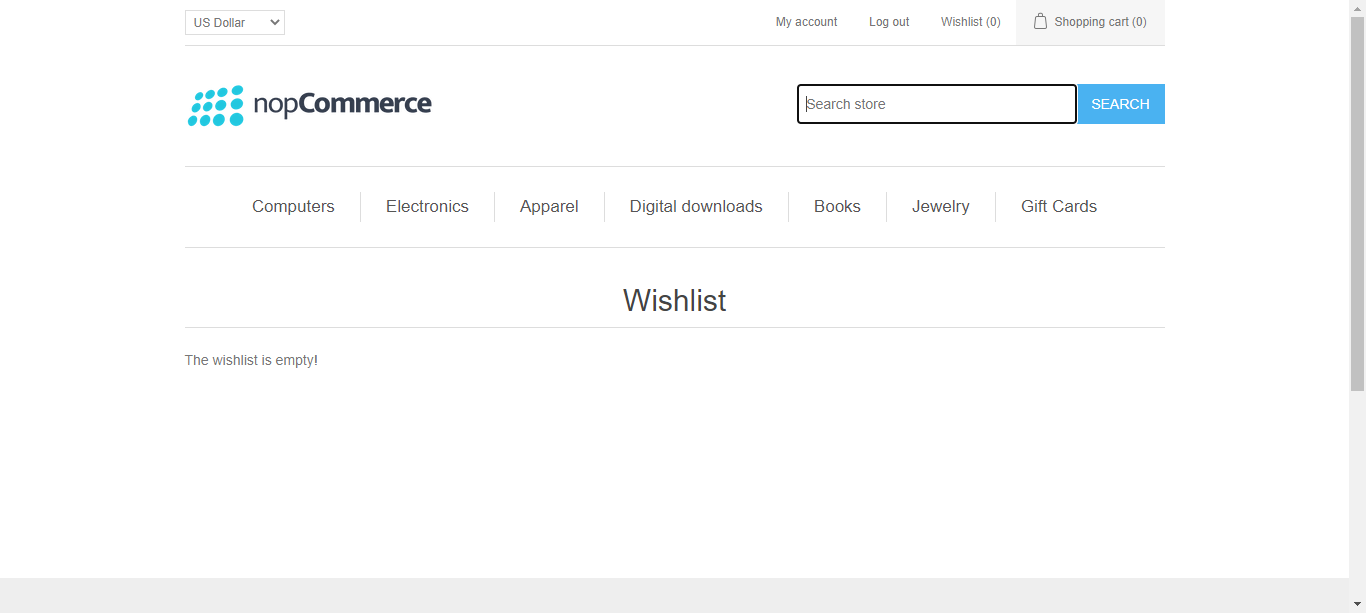 US Dollar
My account
Log out
Wishlist (0)
Shopping cart (0)
nopCommerce
Search store
SEARCH
Computers
Electronics
Apparel
Digital downloads
Books
Jewelry
Gift Cards
Wishlist
The wishlist is empty!